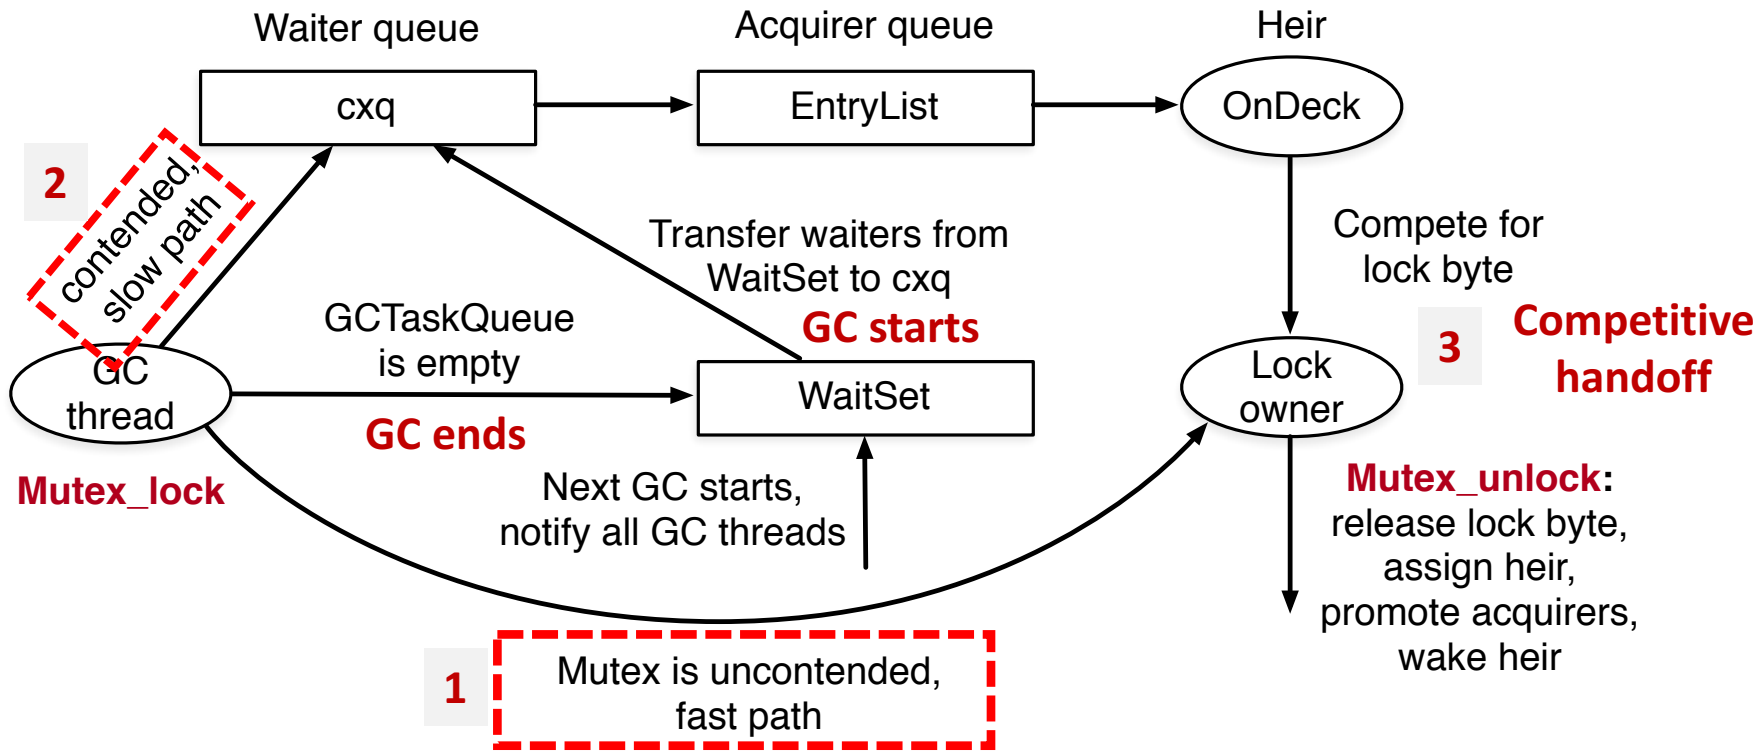 Waiter queue
Acquirer queue
Heir
cxq
EntryList
OnDeck
2
contended,
slow path
Transfer waiters from
WaitSet to cxq
GC starts
Compete for
lock byte
3
Competitive
handoff
GCTaskQueue
is empty
GC ends
GC
thread
Mutex_lock
WaitSet
Lock
owner
Next GC starts,
notify all GC threads
Mutex_unlock:
release lock byte,
assign heir,
promote acquirers,
wake heir
1
Mutex is uncontended,
fast path